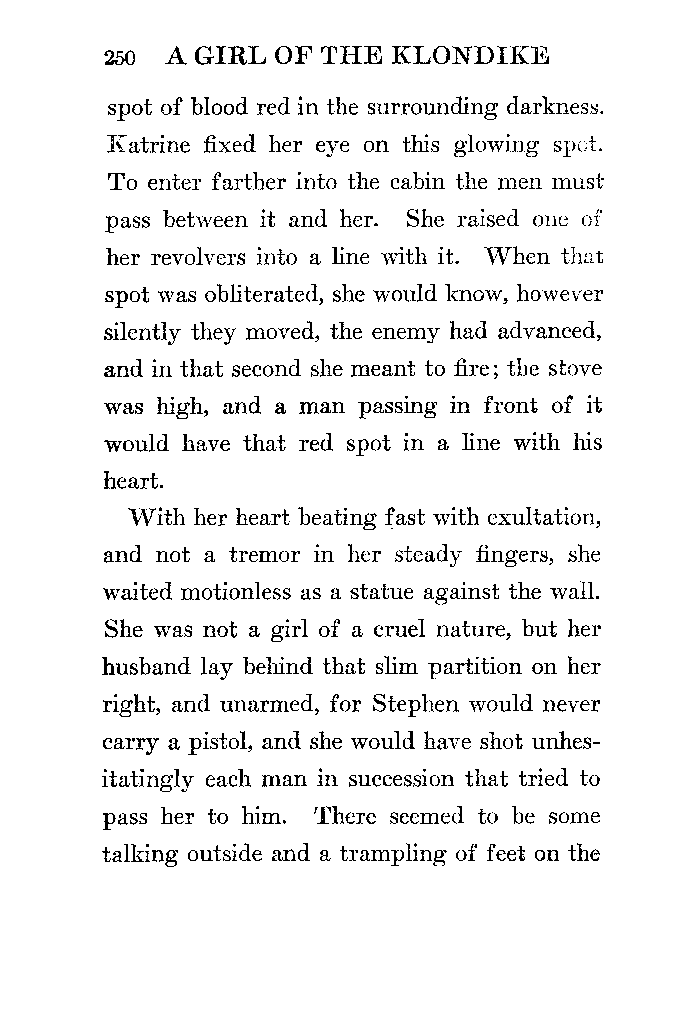 250 A GIRL OF THE KLONDIKE
spot of blood red in the surrounding darkness.
Katrine fixed her eye on this glowing spot.
To enter farther into the cabin the men must
pass between it and her. She raised one of
her revolvers into a line with it. When that
spot was obliterated, she would know, however
silently they moved, the enemy had advanced,
and in that second she meant to fire; the stove
was high, and a man passing in front of it
would have that red spot in a line with his
heart.
With her heart beating fast with exultation,
and not a tremor in her steady fingers, she
waited motionless as a statue against the wall.
She was not a girl of a cruel nature, but her
husband lay behind that slim partition on her
right, and unarmed, for Stephen would never
carry a pistol, and she would have shot unhes-
itatingly each man in succession that tried to
pass her to him. There seemed to be some
talking outside and a trampling of feet on the